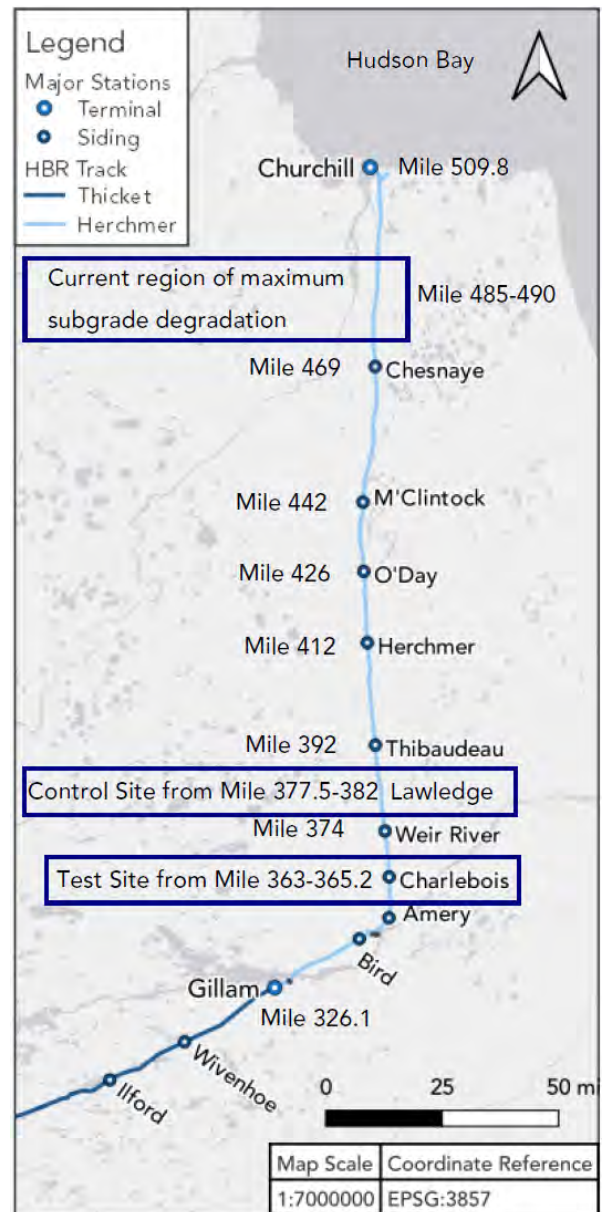 Legend
Major Stations
Terminal
Siding
HBR Track
Thicket
Herchmer
Hudson Bay
Churchill
Mile 509.8
Current region of maximum
subgrade degradation
Mile 485-490
Mile 469
Chesnaye
Mile 442
M'Clintock
Mile 426
O'Day
Mile 412
Herchmer
Mile 392
Thibaudeau
Control Site from Mile 377.5-382 Lawledge
Mile 374
Weir River
Test Site from Mile 363-365.2
Charlebois
Amery
Bird
Gillam
Mile 326.1
Wivenhoe
Ilford
0 25 50 mi
Map Scale Coordinate Reference
1:7000000 EPSG:3857